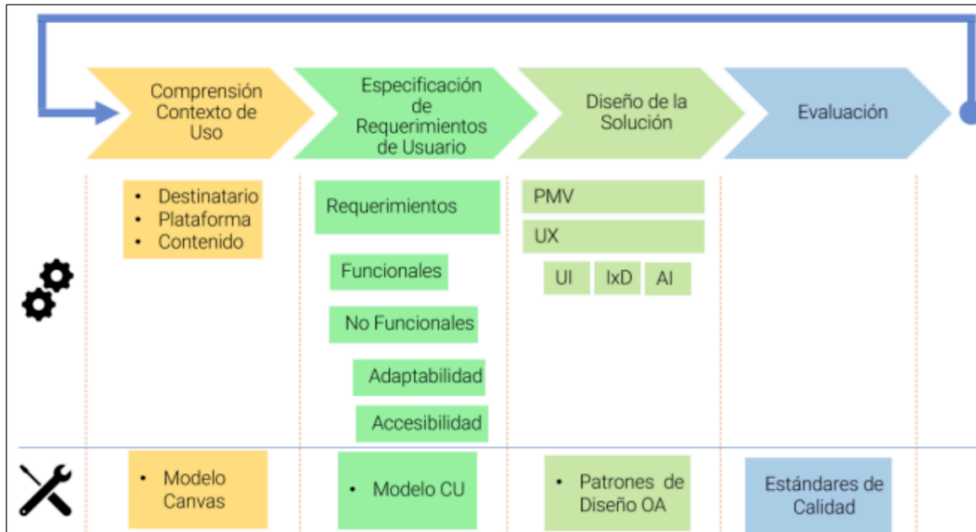 Comprensión
Contexto de
Uso
Especificación
de
Requerimientos
de Usuario
Diseño de la
Solución
Evaluación
• Destinatario
• Plataforma
• Contenido
Requerimientos
Funcionales
No Funcionales
Adaptabilidad
Accesibilidad
PMV
UX
UI IxD AI
• Modelo
Canvas
• Modelo CU
• Patrones de
Diseño OA
Estándares de
Calidad